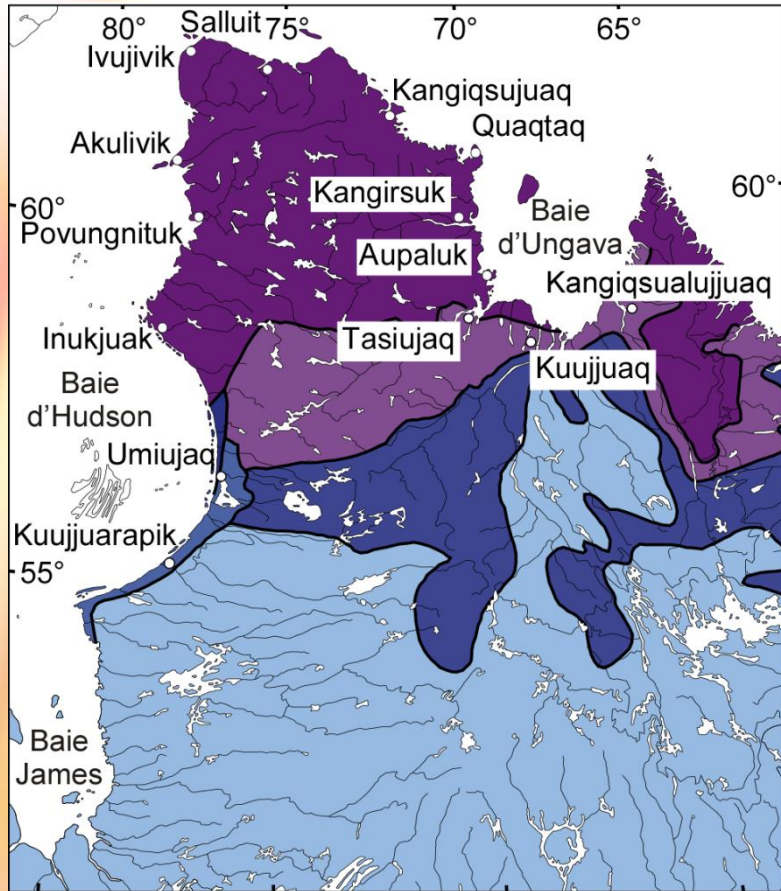 80°
Salluit
75°
70°
65°
Ivujivik
Kangiqsujuaq
Quaqtaq
Akulivik
60°
60°
Kangirsuk
Povungnituk
Baie
d'Ungava
Aupaluk
Kangiqsualujjuaq
Inukjuak
Tasiujaq
Kuujjuaq
Baie
d'Hudson
Umiujaq
Kuujjuarapik
55°
Baie
James